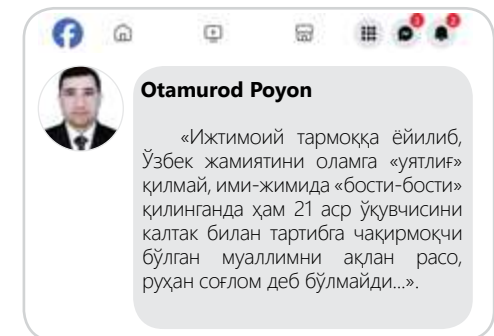 Otamurod Poyon
«Ижтимоий тармоққа ёйилиб,
Ўзбек жамиятини оламга «уятлиғ»
қилмай, ими-жимида «бости-бости»
қилинганда ҳам 21 аср ўқувчисини
калтак билан тартибга чақирмоқчи
бўлган муаллимни ақлан расо,
руҳан соғлом деб бўлмайди...».